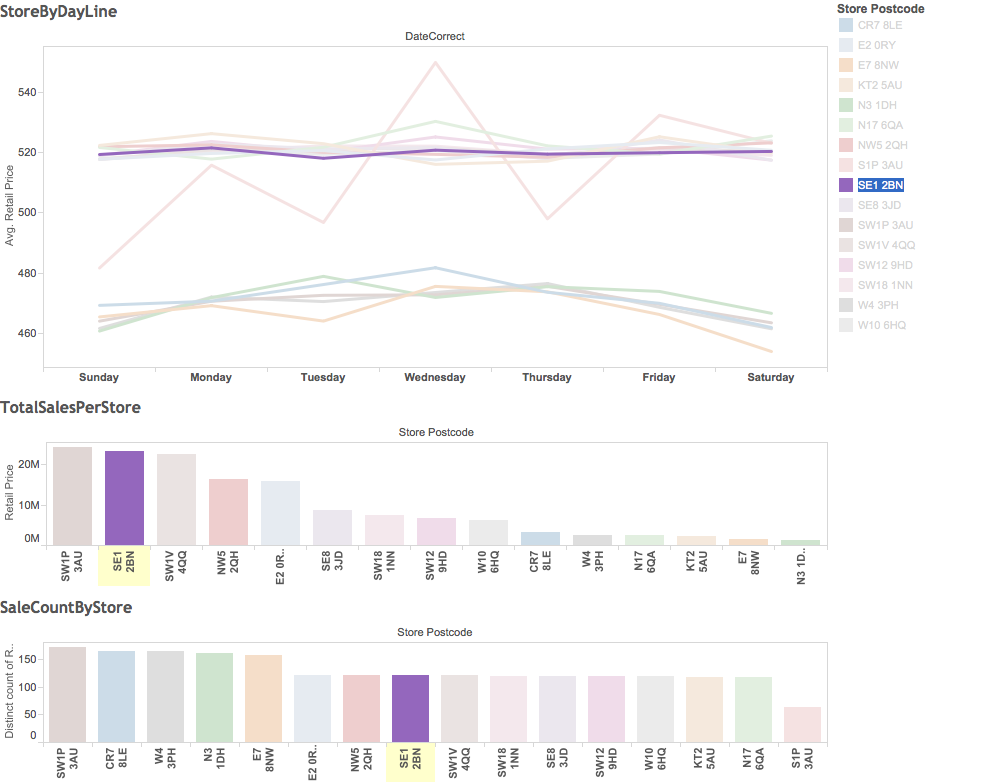 StoreByDayLine
DateCorrect
Avg. Retail Price
540
520
500
480
460
Sunday Monday Tuesday Wednesday Thursday Friday Saturday
Store Postcode
CR7 8LE
E2 0RY
E7 8NW
KT2 5AU
N3 1DH
N17 6QA
NW5 2QH
S1P 3AU
SE1 2BN
SE8 3JD
SW1P 3AU
SW1V 4QQ
SW12 9HD
SW18 1NN
W4 3PH
W10 6HQ
TotalSalesPerStore
Store Postcode
Retail Price
20M
10M
0M
SW1P
3AU
SE1
2BN
SW1V
4QQ
NW5
2QH
E2 0R..
SE8
3JD
SW18
1NN
SW12
9HD
W10
6HQ
CR7
8LE
W4
3PH
N17
6QA
KT2
5AU
E7
8NW
N3 1D..
SaleCountByStore
Store Postcode
Distinct count of R..
150
100
50
0
SW1P
3AU
CR7
8LE
W4
3PH
N3
1DH
E7
8NW
E2 0R..
NW5
2QH
SE1
2BN
SW1V
4QQ
SW18
1NN
SE8
3JD
SW12
9HD
W10
6HQ
KT2
5AU
N17
6QA
S1P
3AU